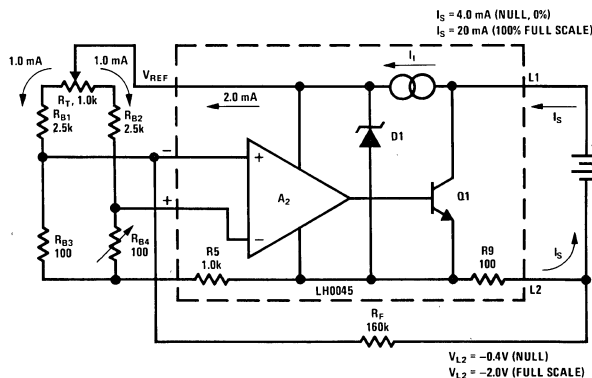 I_S = 4.0 mA (NULL, 0%)
I_S = 20 mA (100% FULL SCALE)
1.0 mA
1.0 mA
V_REF
I_1
L1
R_T, 1.0k
2.0 mA
I_S
R_B1
2.5k
R_B2
2.5k
D1
−
+
A_2
Q1
+
−
R_B3
100
R_B4
100
R5
1.0k
R9
100
I_S
LH0045
L2
R_F
160k
V_L2 = −0.4V (NULL)
V_L2 = −2.0V (FULL SCALE)